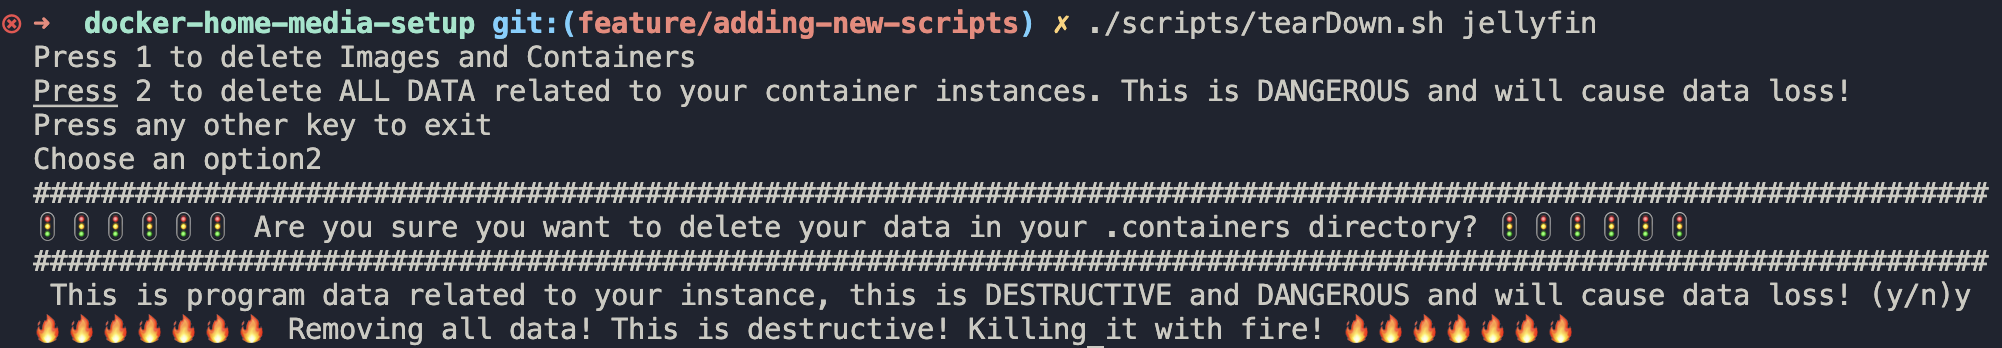 ➜  docker-home-media-setup git:(feature/adding-new-scripts) ✗ ./scripts/tearDown.sh jellyfin
Press 1 to delete Images and Containers
Press 2 to delete ALL DATA related to your container instances. This is DANGEROUS and will cause data loss!
Press any other key to exit
Choose an option2
###################################################################################################################
🚦🚦🚦🚦🚦🚦 Are you sure you want to delete your data in your .containers directory? 🚦🚦🚦🚦🚦🚦
###################################################################################################################
This is program data related to your instance, this is DESTRUCTIVE and DANGEROUS and will cause data loss! (y/n)y
🔥🔥🔥🔥🔥🔥🔥 Removing all data! This is destructive! Killing it with fire! 🔥🔥🔥🔥🔥🔥🔥